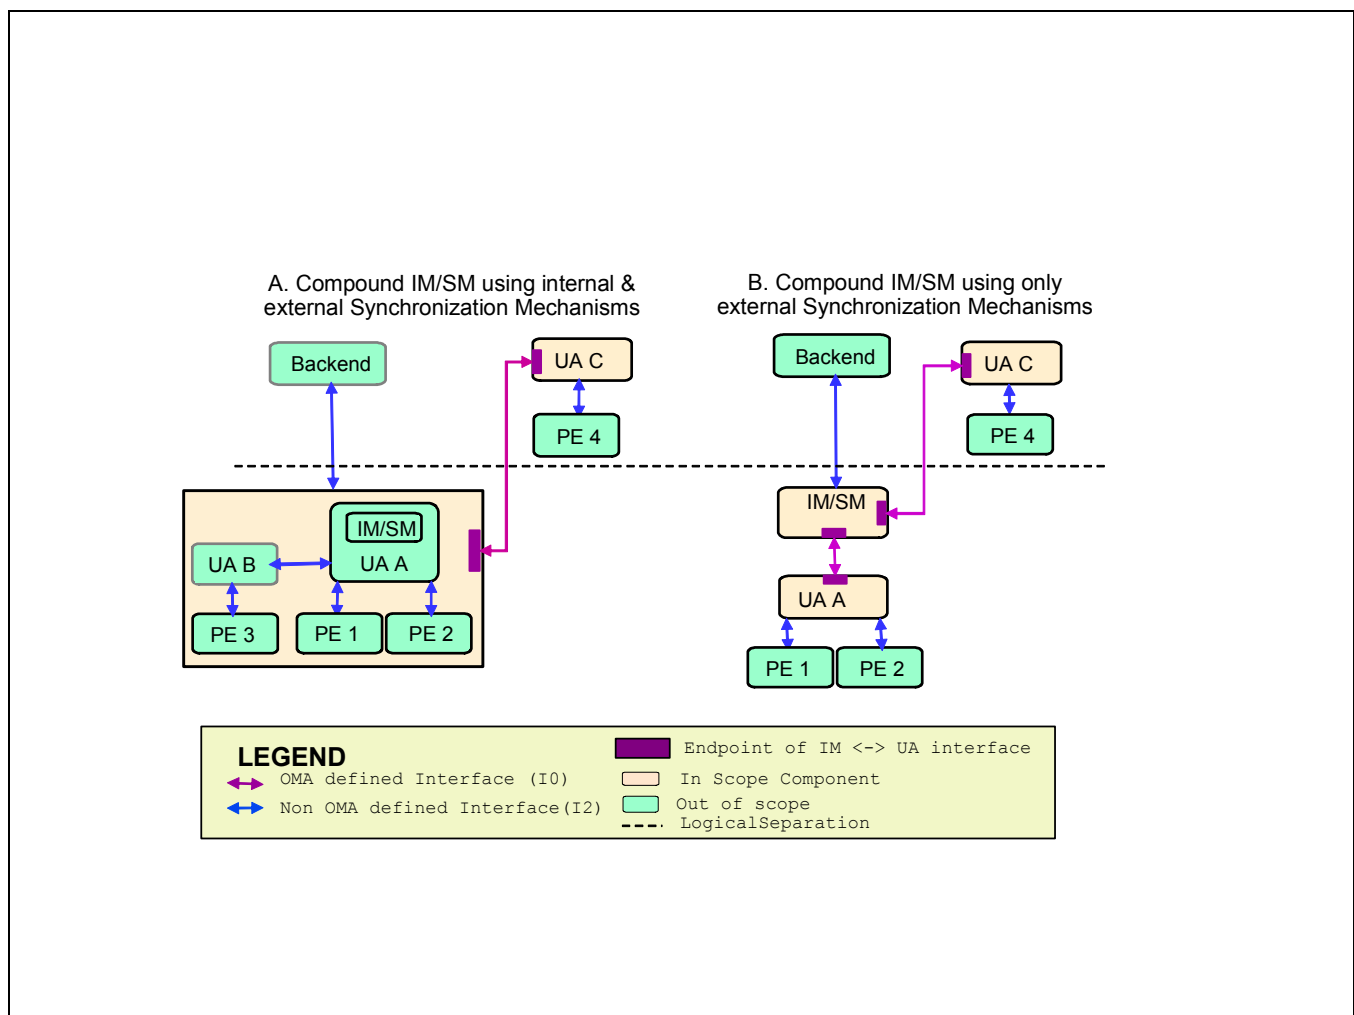 A. Compound IM/SM using internal &
external Synchronization Mechanisms
B. Compound IM/SM using only
external Synchronization Mechanisms
Backend
UA C
PE 4
Backend
UA C
PE 4
IM/SM
UA A
UA B
PE 3
PE 1
PE 2
IM/SM
UA A
PE 1
PE 2
LEGEND
OMA defined Interface (I0)
Non OMA defined Interface(I2)
Endpoint of IM <-> UA interface
In Scope Component
Out of scope
LogicalSeparation